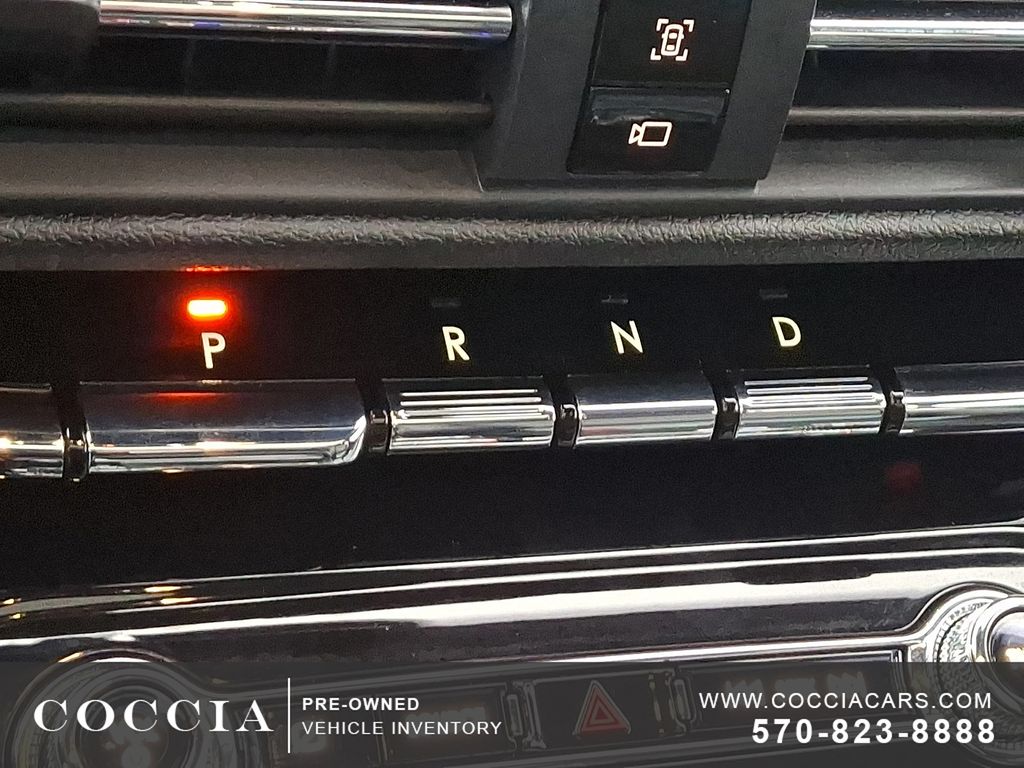 P R N D
COCCIA
PRE-OWNED
VEHICLE INVENTORY
WWW.COCCIACARS.COM
570-823-8888